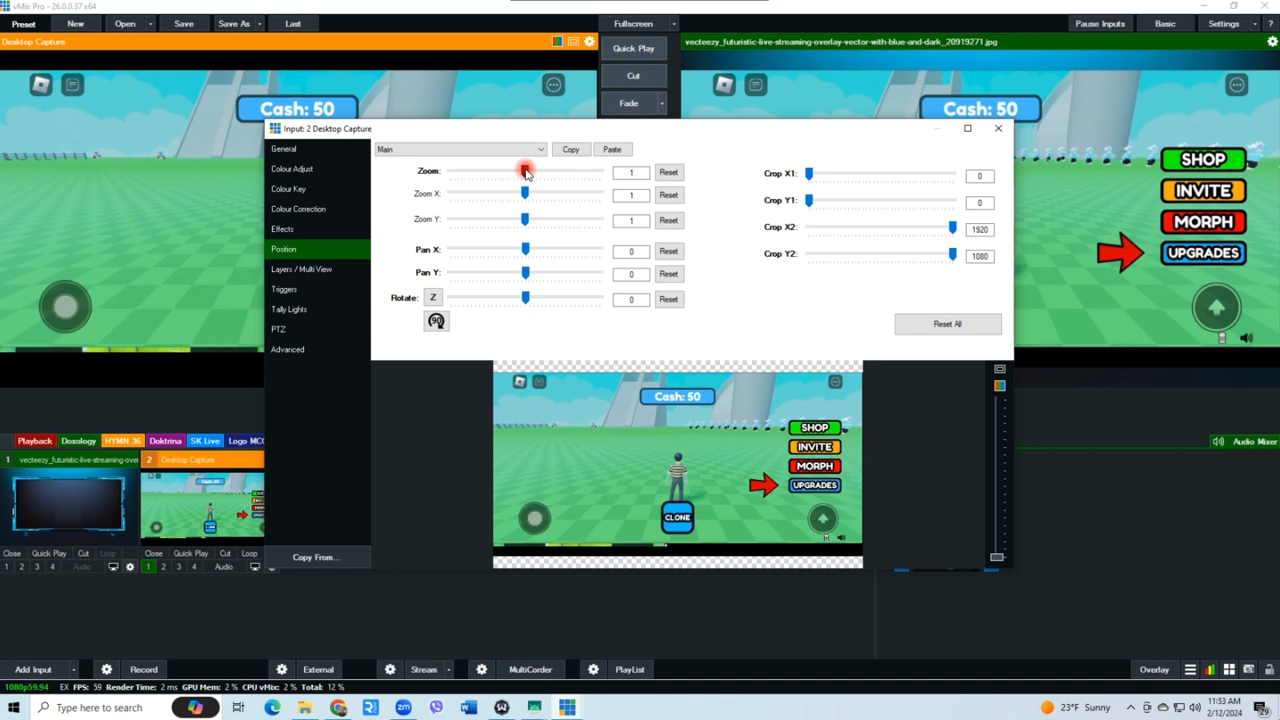 vMix Pro - 26.0.0.37 x64
Preset New Open Save Save As Last Fullscreen Pause Inputs Basic Settings ?
Desktop Capture
Quick Play
vecteezy_futuristic-live-streaming-overlay-vector-with-blue-and-dark_20919271.jpg
Cut
Fade
Cash: 50
Cash: 50
SHOP
INVITE
MORPH
UPGRADES
Input: 2 Desktop Capture
General
Colour Adjust
Colour Key
Colour Correction
Effects
Position
Layers / Multi View
Triggers
Tally Lights
PTZ
Advanced
Copy From...
Main Copy Paste
Zoom: 1 Reset
Zoom X: 1 Reset
Zoom Y: 1 Reset
Pan X: 0 Reset
Pan Y: 0 Reset
Rotate: Z 0 Reset
90
Crop X1: 0
Crop Y1: 0
Crop X2: 1920
Crop Y2: 1080
Reset All
Cash: 50
SHOP
INVITE
MORPH
UPGRADES
CLONE
Playback Doxology HYMN 36 Doktrina SK Live Logo MCG
Audio Mixer
1 vecteezy_futuristic-live-streaming-over
2 Desktop Capture
Close Quick Play Cut Loop
Close Quick Play Cut Loop
1 2 3 4 Audio
1 2 3 4 Audio
Add Input Record External Stream MultiCorder PlayList Overlay
1080p59.94 EX FPS: 59 Render Time: 2 ms GPU Mem: 2 % CPU vMix: 2 % Total: 12 %
Type here to search
23°F Sunny
11:53 AM
2/12/2024
29